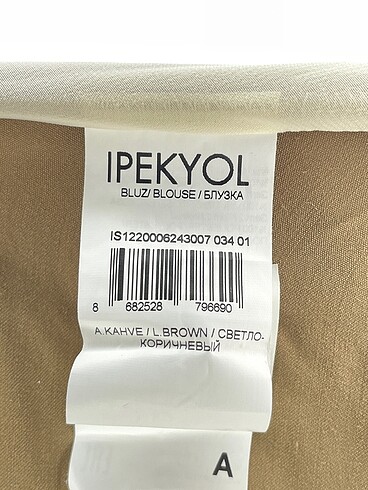 IPEKYOL
BLUZ/ BLOUSE / БЛУЗКА
IS1220006243007 034 01
8 682528 796690
A.KAHVE / L.BROWN / СВЕТЛО-
КОРИЧНЕВЫЙ
A